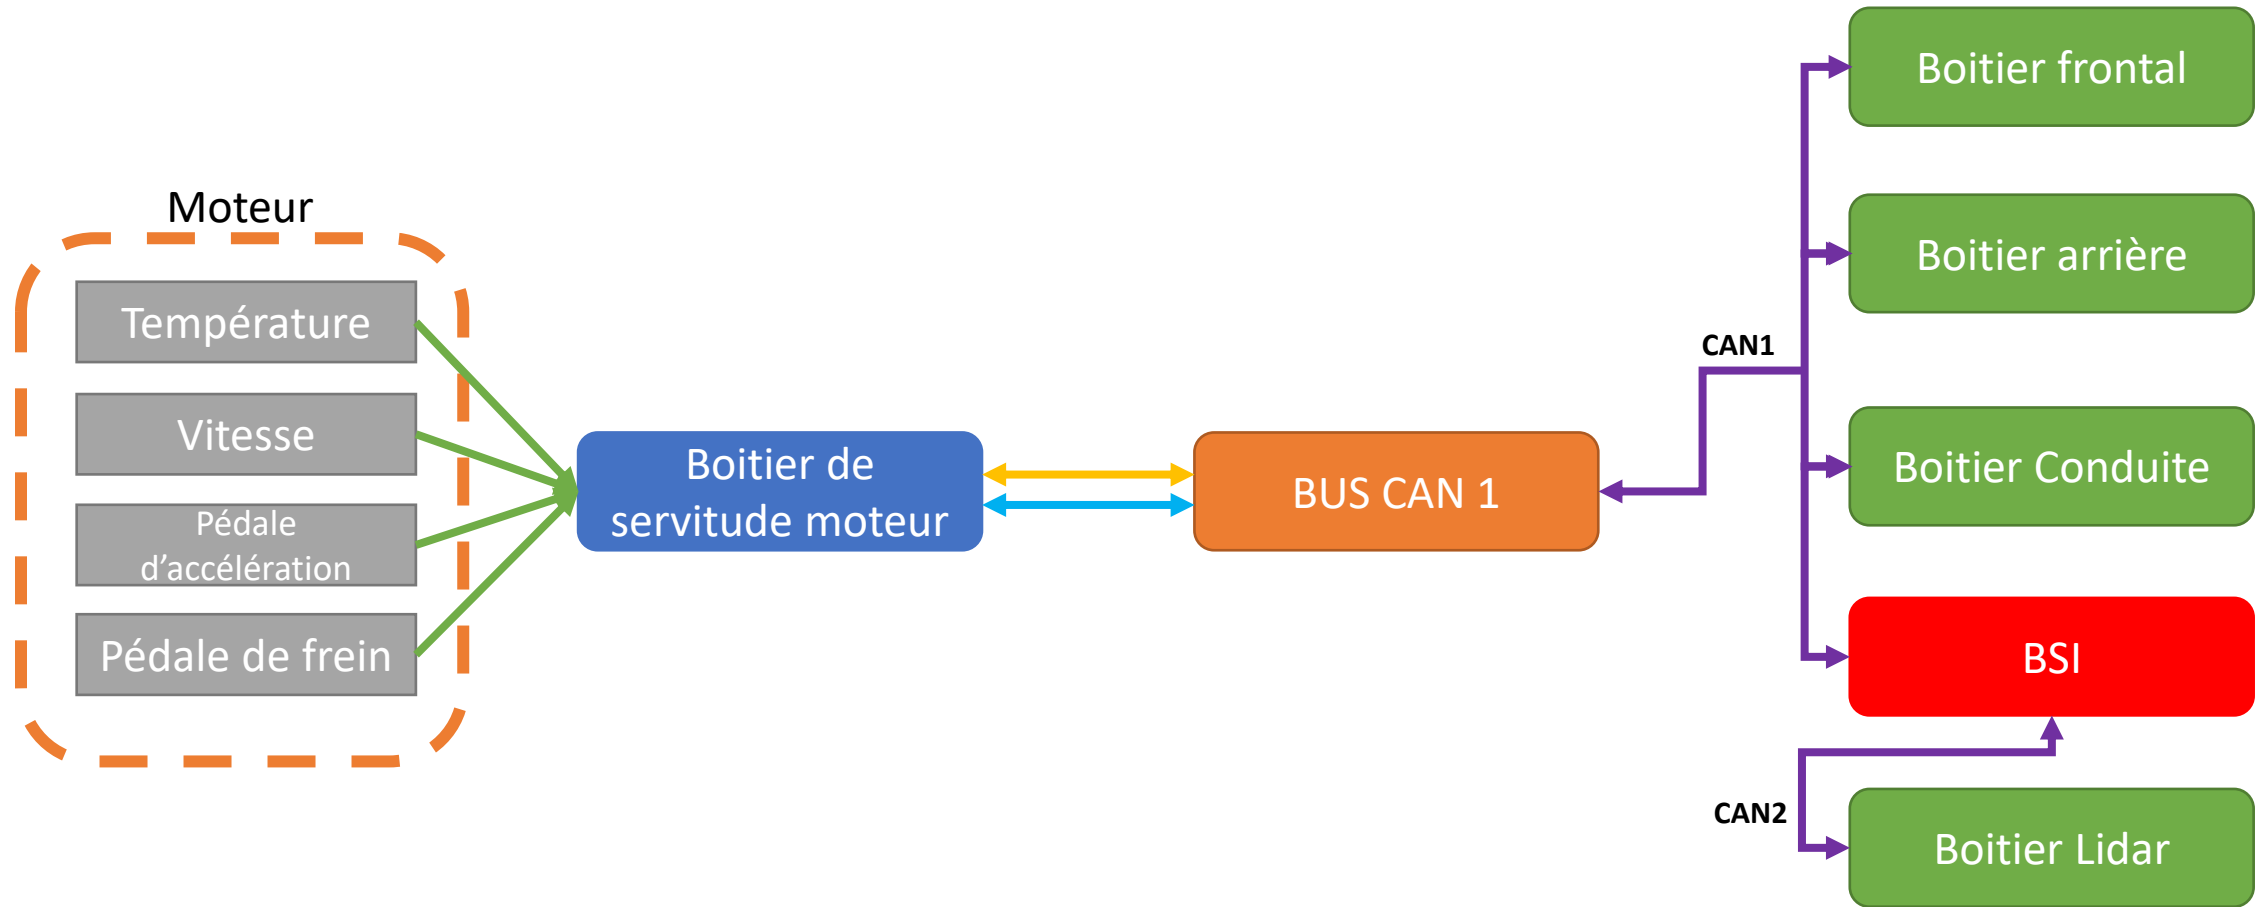 Moteur
Température
Vitesse
Pédale
d'accélération
Pédale de frein
Boitier de
servitude moteur
BUS CAN 1
CAN1
Boitier frontal
Boitier arrière
Boitier Conduite
BSI
CAN2
Boitier Lidar